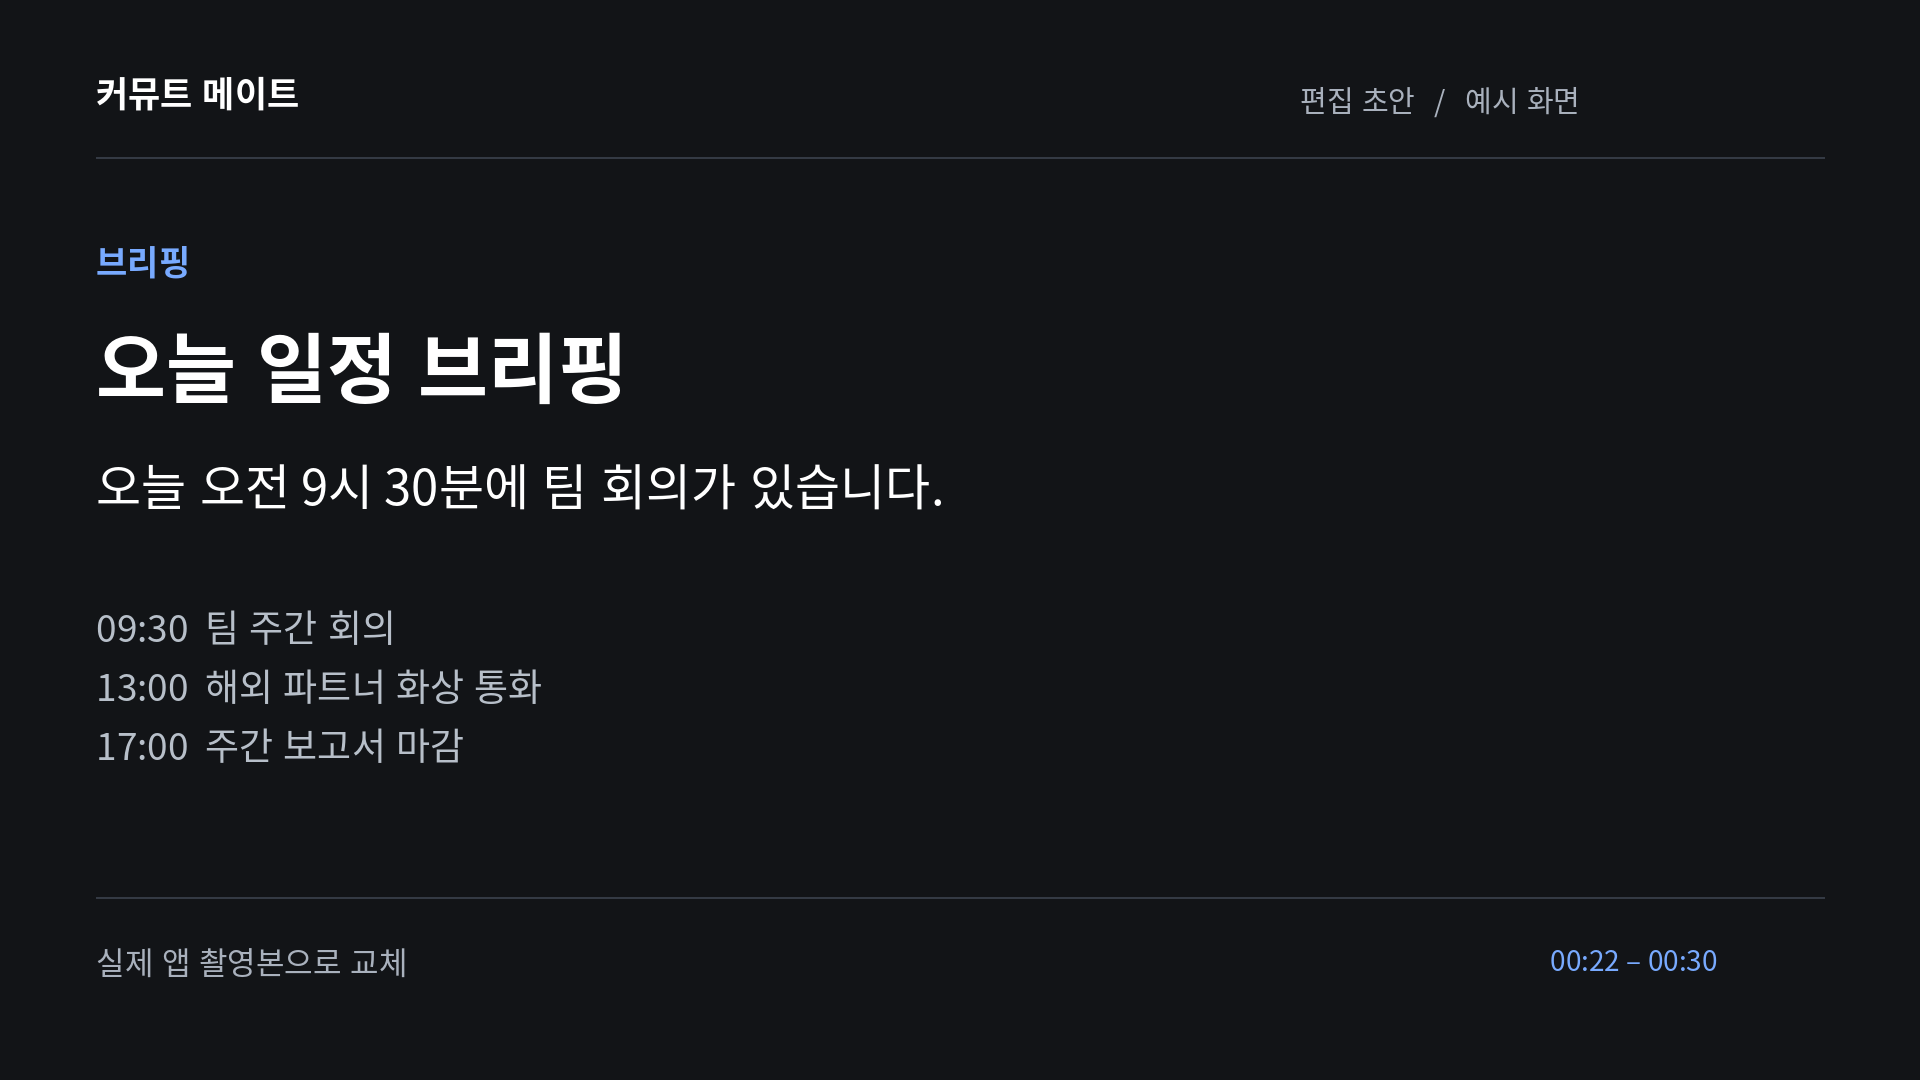 커뮤트 메이트
편집 초안 / 예시 화면
브리핑
오늘 일정 브리핑
오늘 오전 9시 30분에 팀 회의가 있습니다.
09:30 팀 주간 회의
13:00 해외 파트너 화상 통화
17:00 주간 보고서 마감
실제 앱 촬영본으로 교체
00:22 – 00:30